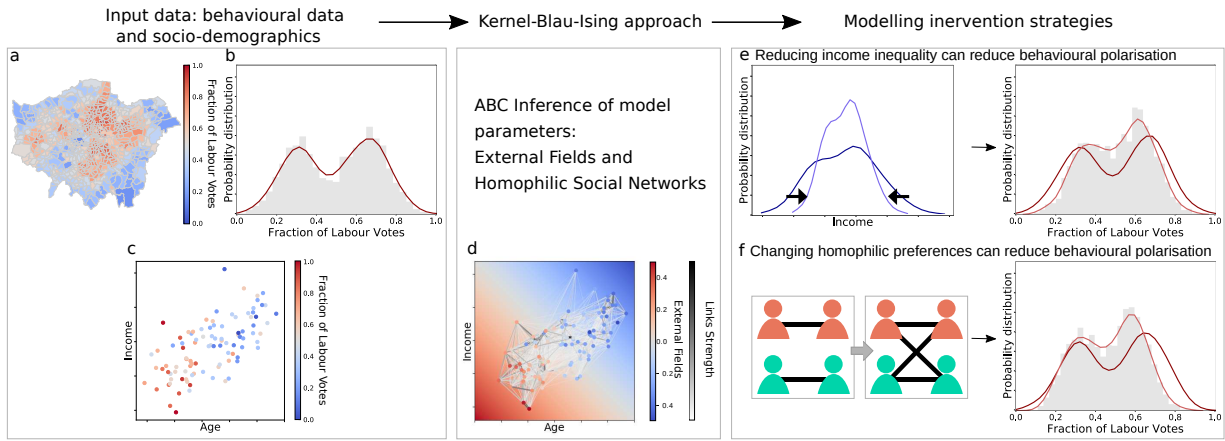 Input data: behavioural data
and socio-demographics
Kernel-Blau-Ising approach
Modelling inervention strategies
a
1.0
0.8
0.6
0.4
0.2
0.0
Fraction of Labour Votes
b
Probability distribution
0.0
0.2
0.4
0.6
0.8
1.0
Fraction of Labour Votes
c
Income
Age
1.0
0.8
0.6
0.4
0.2
0.0
Fraction of Labour Votes
ABC Inference of model
parameters:
External Fields and
Homophilic Social Networks
d
Income
Age
0.4
0.2
0.0
0.2
0.4
External Fields
Links Strength
e Reducing income inequality can reduce behavioural polarisation
Probability distribution
Income
Probability distribution
0.0
0.2
0.4
0.6
0.8
1.0
Fraction of Labour Votes
f Changing homophilic preferences can reduce behavioural polarisation
Probability distribution
0.0
0.2
0.4
0.6
0.8
1.0
Fraction of Labour Votes